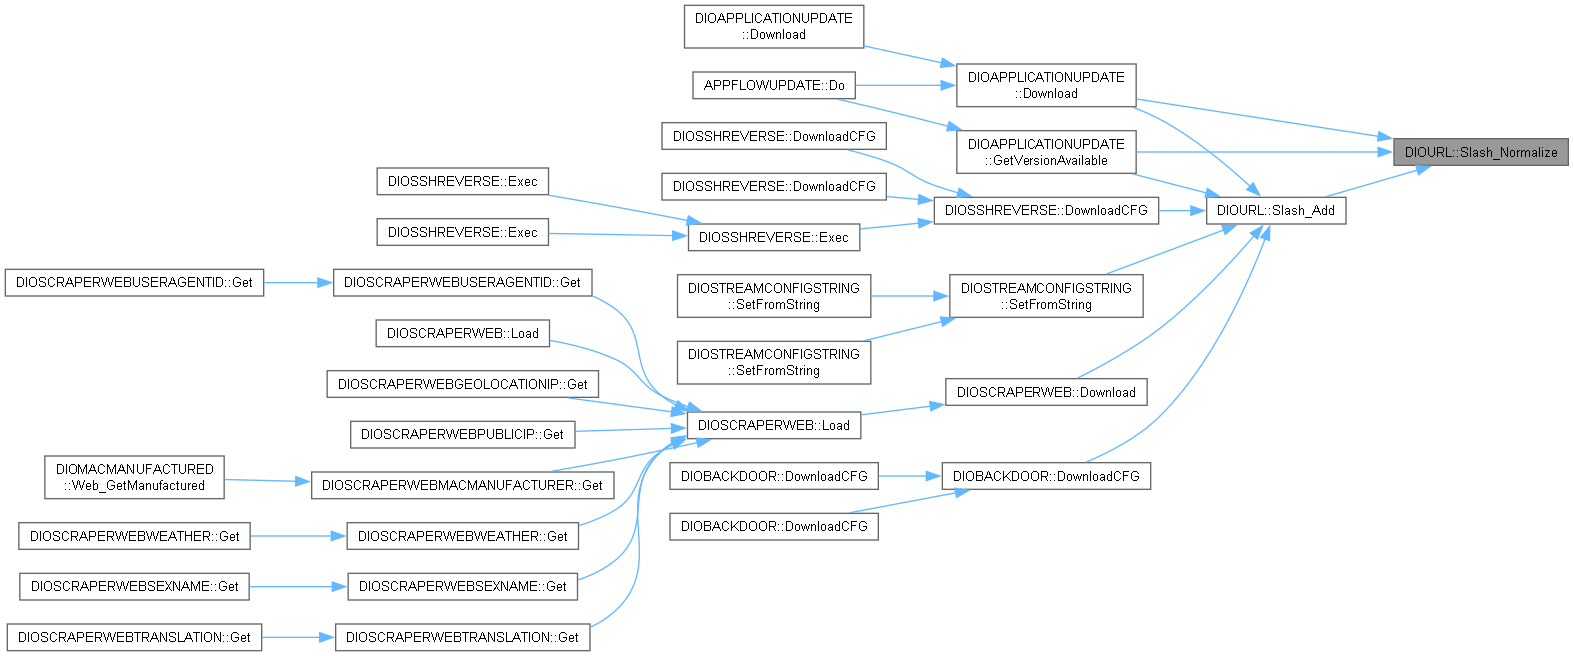 DIOAPPLICATIONUPDATE
::Download
DIOAPPLICATIONUPDATE
::Download
APPFLOWUPDATE::Do
DIOSSHREVERSE::DownloadCFG
DIOAPPLICATIONUPDATE
::GetVersionAvailable
DIOURL::Slash_Normalize
DIOSSHREVERSE::Exec
DIOSSHREVERSE::DownloadCFG
DIOSSHREVERSE::DownloadCFG
DIOURL::Slash_Add
DIOSSHREVERSE::Exec
DIOSSHREVERSE::Exec
DIOSCRAPERWEBUSERAGENTID::Get
DIOSCRAPERWEBUSERAGENTID::Get
DIOSTREAMCONFIGSTRING
::SetFromString
DIOSTREAMCONFIGSTRING
::SetFromString
DIOSCRAPERWEB::Load
DIOSTREAMCONFIGSTRING
::SetFromString
DIOSCRAPERWEBGEOLOCATIONIP::Get
DIOSCRAPERWEB::Download
DIOSCRAPERWEBPUBLICIP::Get
DIOSCRAPERWEB::Load
DIOMACMANUFACTURED
::Web_GetManufactured
DIOSCRAPERWEBMACMANUFACTURER::Get
DIOBACKDOOR::DownloadCFG
DIOBACKDOOR::DownloadCFG
DIOSCRAPERWEBWEATHER::Get
DIOSCRAPERWEBWEATHER::Get
DIOBACKDOOR::DownloadCFG
DIOSCRAPERWEBSEXNAME::Get
DIOSCRAPERWEBSEXNAME::Get
DIOSCRAPERWEBTRANSLATION::Get
DIOSCRAPERWEBTRANSLATION::Get